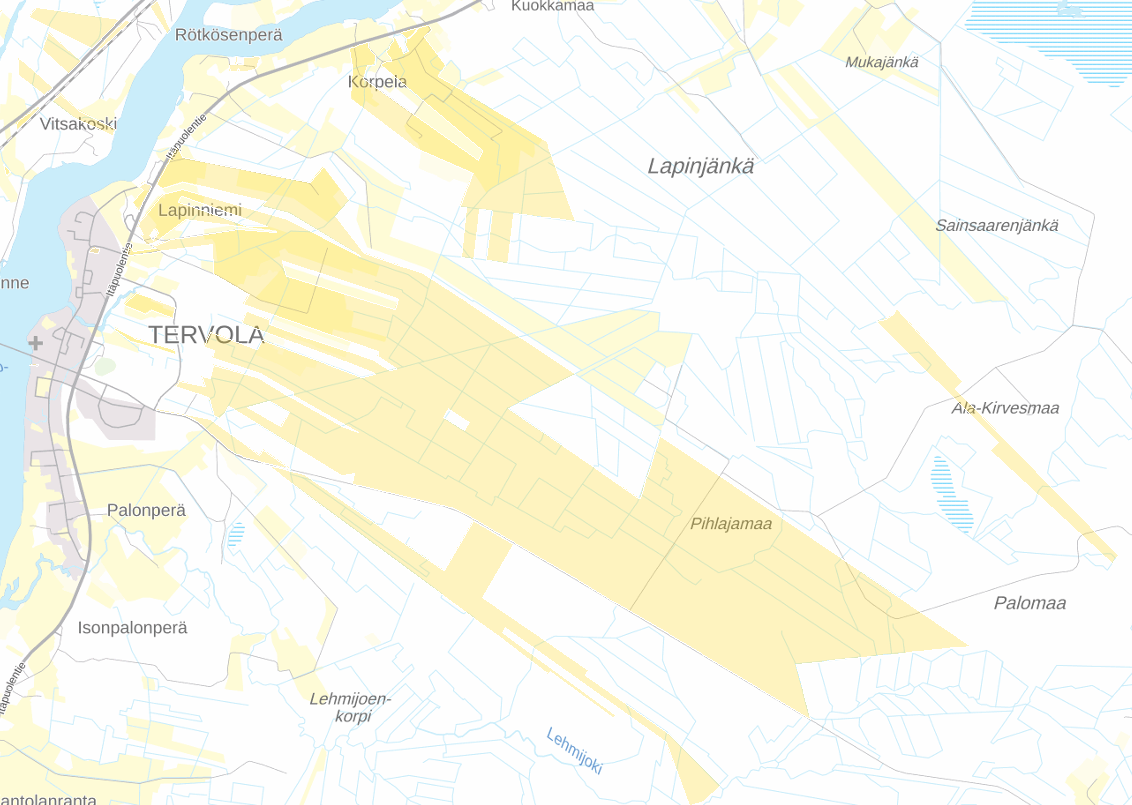 Kuokkamaa
Rötkösenperä
Mukajänkä
Korpela
Vitsakoski
Itäpuolentie
Lapinjänkä
Lapinniemi
Sainsaarenjänkä
Itäpuolentie
nne
TERVOLA
Ala-Kirvesmaa
Palonperä
Pihlajamaa
Palomaa
Isonpalonperä
Itäpuolentie
Lehmijoen-
korpi
Lehmijoki
antolanranta